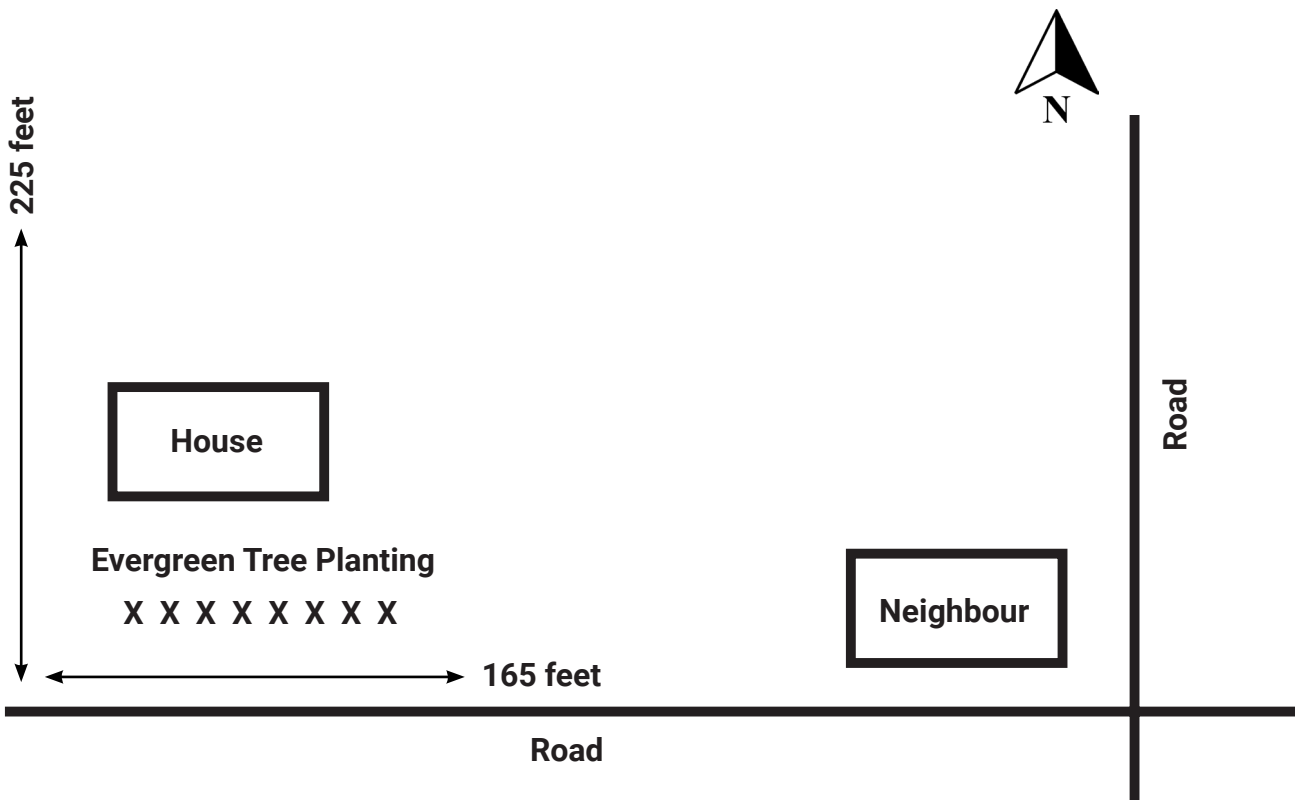 N
225 feet
House
Road
Evergreen Tree Planting
X X X X X X X X
Neighbour
165 feet
Road